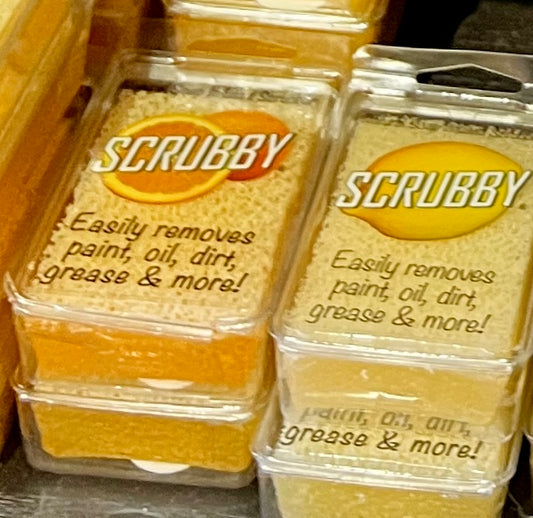 SCRUBBY
Easily removes
paint, oil, dirt,
grease & more!
SCRUBBY
Easily removes
paint, oil, dirt,
grease & more!
paint, oil, dirt,
grease & more!